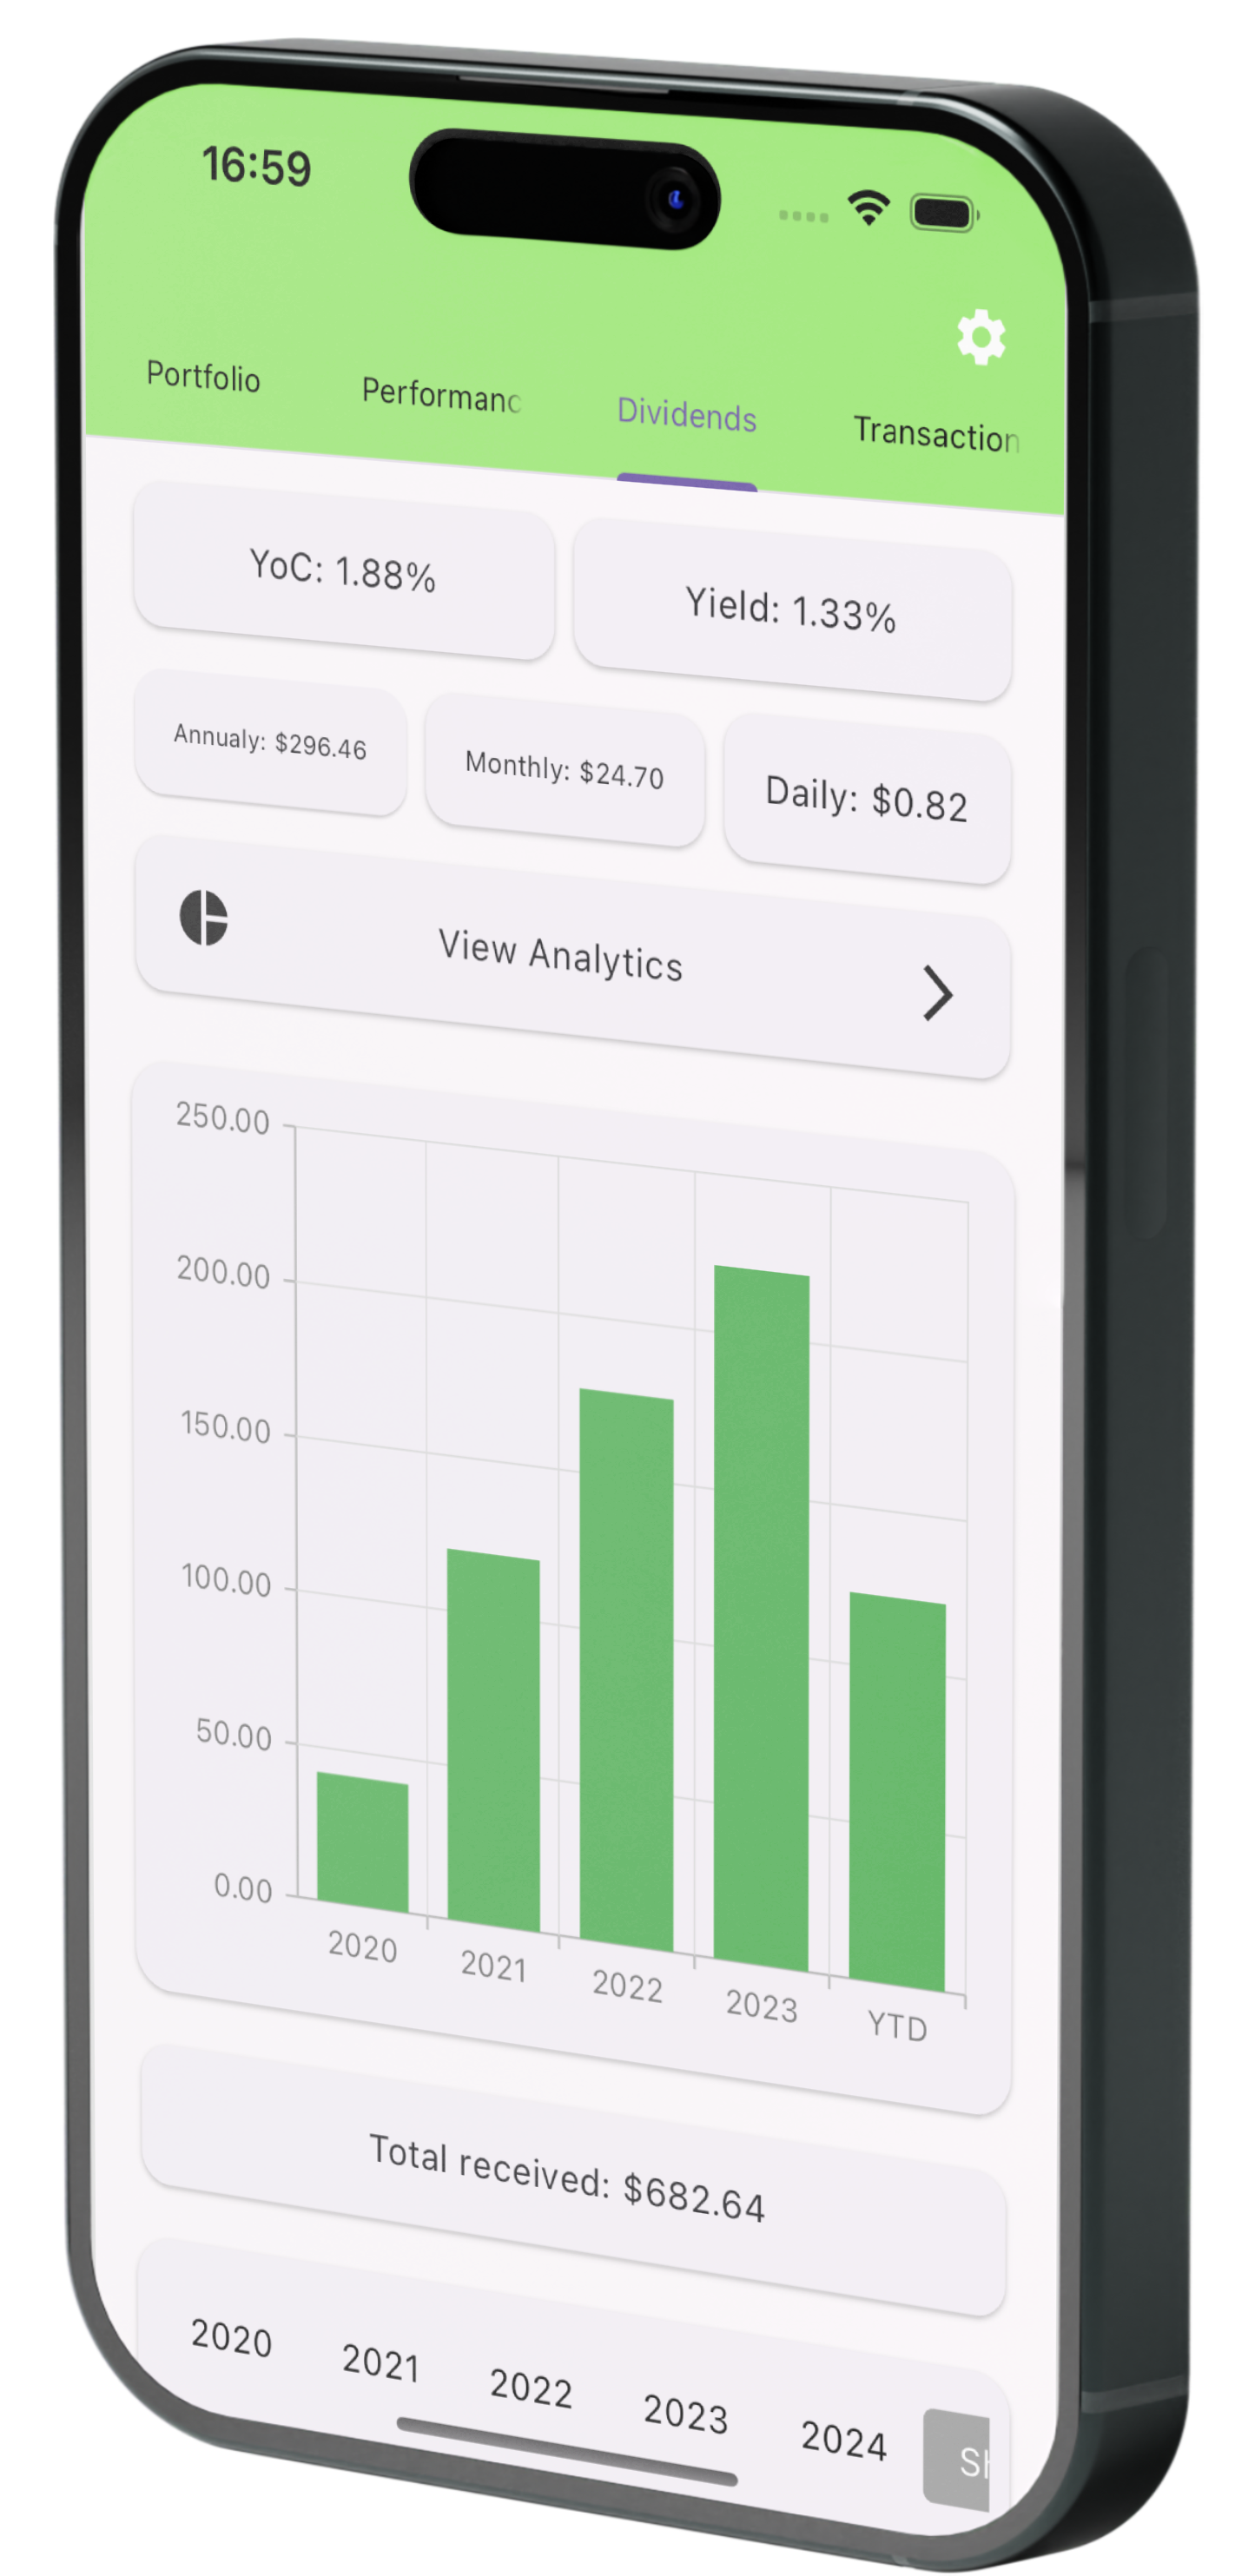 16:59
Portfolio Performanc Dividends Transaction
YoC: 1.88% Yield: 1.33%
Annualy: $296.46 Monthly: $24.70 Daily: $0.82
View Analytics
250.00
200.00
150.00
100.00
50.00
0.00
2020 2021 2022 2023 YTD
Total received: $682.64
2020 2021 2022 2023 2024 SH